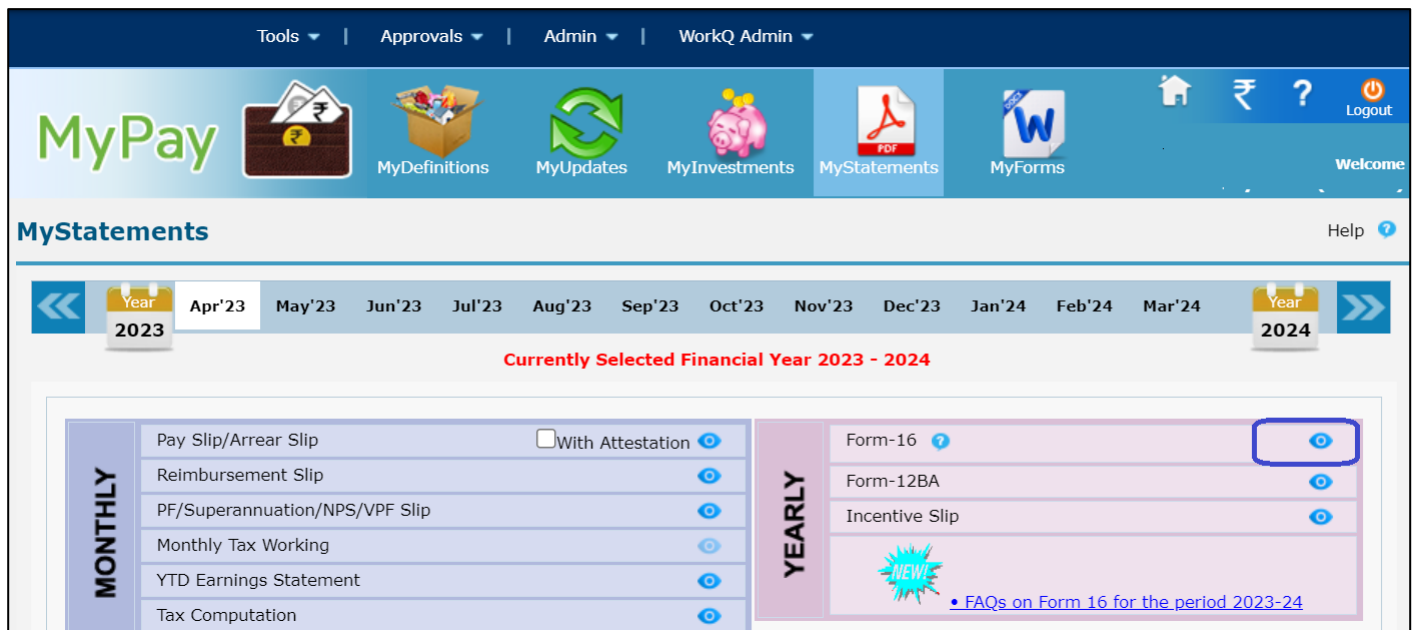 Tools | Approvals | Admin | WorkQ Admin
MyPay
MyDefinitions MyUpdates MyInvestments MyStatements MyForms
PDF
DOCX
W
₹ ? Logout
Welcome
MyStatements
Help ?
Year 2023 Apr'23 May'23 Jun'23 Jul'23 Aug'23 Sep'23 Oct'23 Nov'23 Dec'23 Jan'24 Feb'24 Mar'24 Year 2024
Currently Selected Financial Year 2023 - 2024
MONTHLY
Pay Slip/Arrear Slip With Attestation
Reimbursement Slip
PF/Superannuation/NPS/VPF Slip
Monthly Tax Working
YTD Earnings Statement
Tax Computation
YEARLY
Form-16 ?
Form-12BA
Incentive Slip
NEW!
• FAQs on Form 16 for the period 2023-24